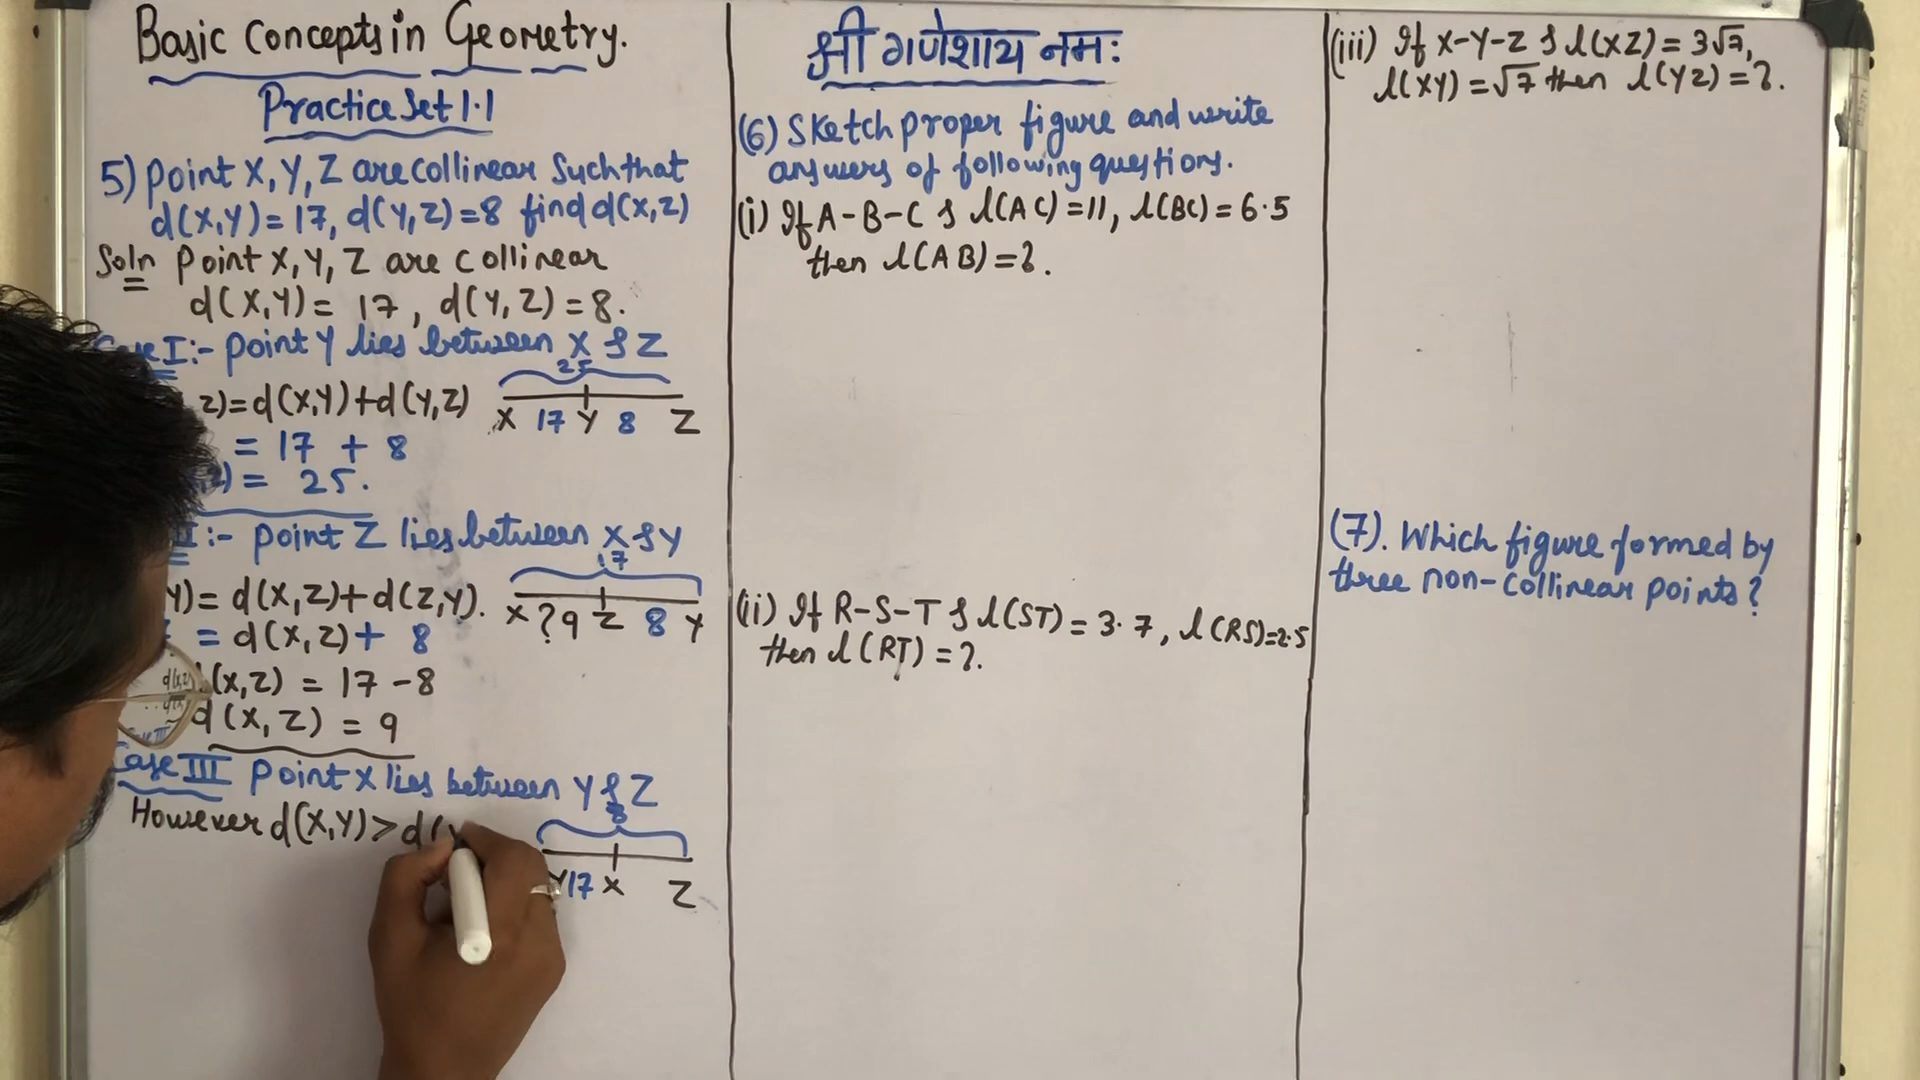 Basic Concepts in Geometry.
Practice Set 1.1
5) Point X, Y, Z are collinear Such that
d(X,Y)= 17, d(Y,Z)=8 find d(X,Z)
Soln Point X, Y, Z are collinear
d(X,Y)= 17, d(Y,Z)=8.
I:- Point Y lies between X & Z
25
Z)=d(X,Y)+d(Y,Z)
X 17 Y 8 Z
= 17 + 8
)= 25.
:- Point Z lies between X & Y
17
Y)= d(X,Z)+d(Z,Y).
X ? 9 Z 8 Y
= d(X,Z)+ 8
(X,Z) = 17-8
d(X,Z) = 9
Case III Point X lies between Y & Z
8
However d(X,Y)>d(
Y 17 X Z
श्री गणेशाय नमः
(6) Sketch proper figure and write
answers of following questions.
(i) If A-B-C & l(AC)=11, l(BC)=6.5
then l(AB)=?.
(ii) If R-S-T & l(ST)=3.7, l(RS)=2.5
then l(RT)=?.
(iii) If X-Y-Z & l(XZ)=3√7,
l(XY)=√7 then l(YZ)=?.
(7). Which figure formed by
three non-collinear points?